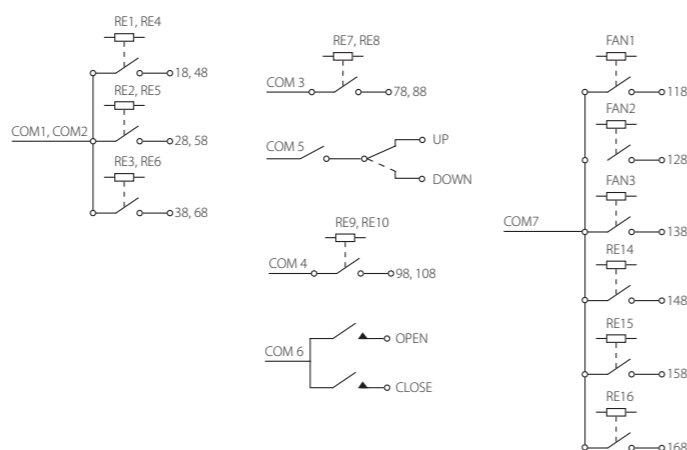 RE1, RE4
18, 48
RE2, RE5
COM1, COM2
28, 58
RE3, RE6
38, 68
RE7, RE8
COM 3
78, 88
COM 5
UP
DOWN
RE9, RE10
COM 4
98, 108
COM 6
OPEN
CLOSE
FAN1
118
FAN2
128
FAN3
COM7
138
RE14
148
RE15
158
RE16
168